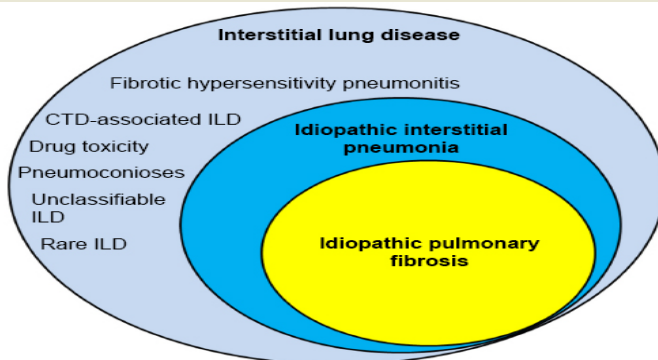 Interstitial lung disease
Fibrotic hypersensitivity pneumonitis
CTD-associated ILD
Drug toxicity
Pneumoconioses
Unclassifiable
ILD
Rare ILD
Idiopathic interstitial
pneumonia
Idiopathic pulmonary
fibrosis